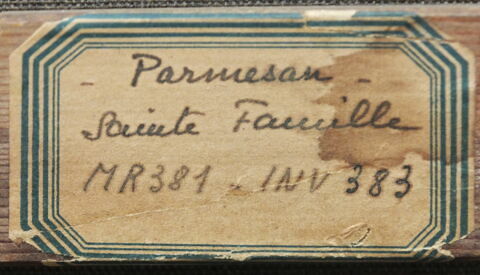 - Parmesan -
Sainte Famille
MR381 - INV 383